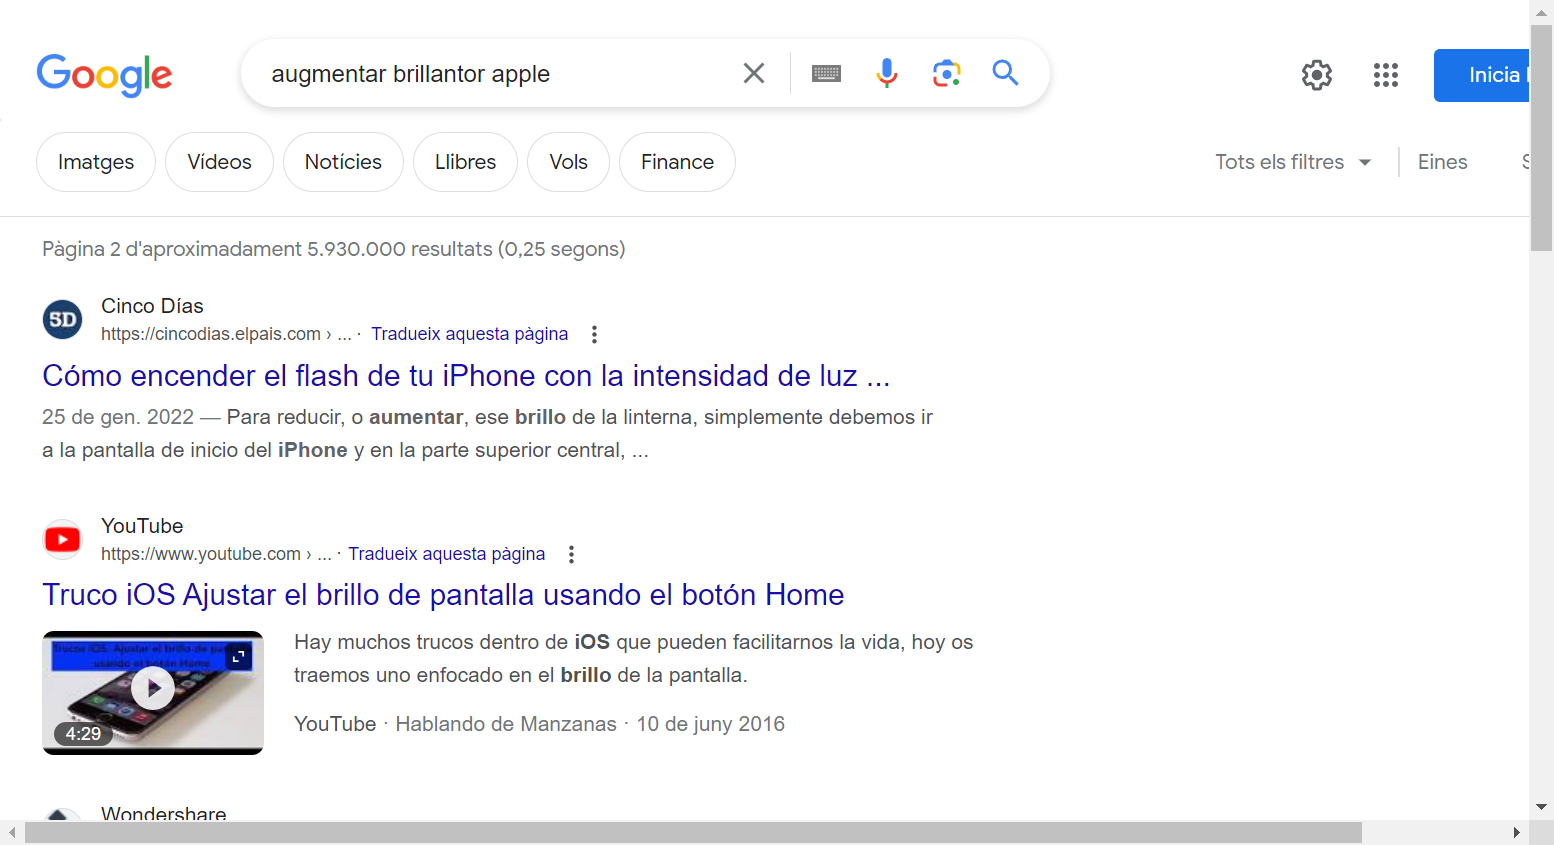 Google
augmentar brillantor apple
Inicia
Imatges
Vídeos
Notícies
Llibres
Vols
Finance
Tots els filtres
Eines
Pàgina 2 d'aproximadament 5.930.000 resultats (0,25 segons)
5D
Cinco Días
https://cincodias.elpais.com › ... · Tradueix aquesta pàgina
Cómo encender el flash de tu iPhone con la intensidad de luz ...
25 de gen. 2022 — Para reducir, o aumentar, ese brillo de la linterna, simplemente debemos ir
a la pantalla de inicio del iPhone y en la parte superior central, ...
YouTube
https://www.youtube.com › ... · Tradueix aquesta pàgina
Truco iOS Ajustar el brillo de pantalla usando el botón Home
Trucos iOS: Ajustar el brillo de
usando el botón Home
4:29
Hay muchos trucos dentro de iOS que pueden facilitarnos la vida, hoy os
traemos uno enfocado en el brillo de la pantalla.
YouTube · Hablando de Manzanas · 10 de juny 2016
Wondershare